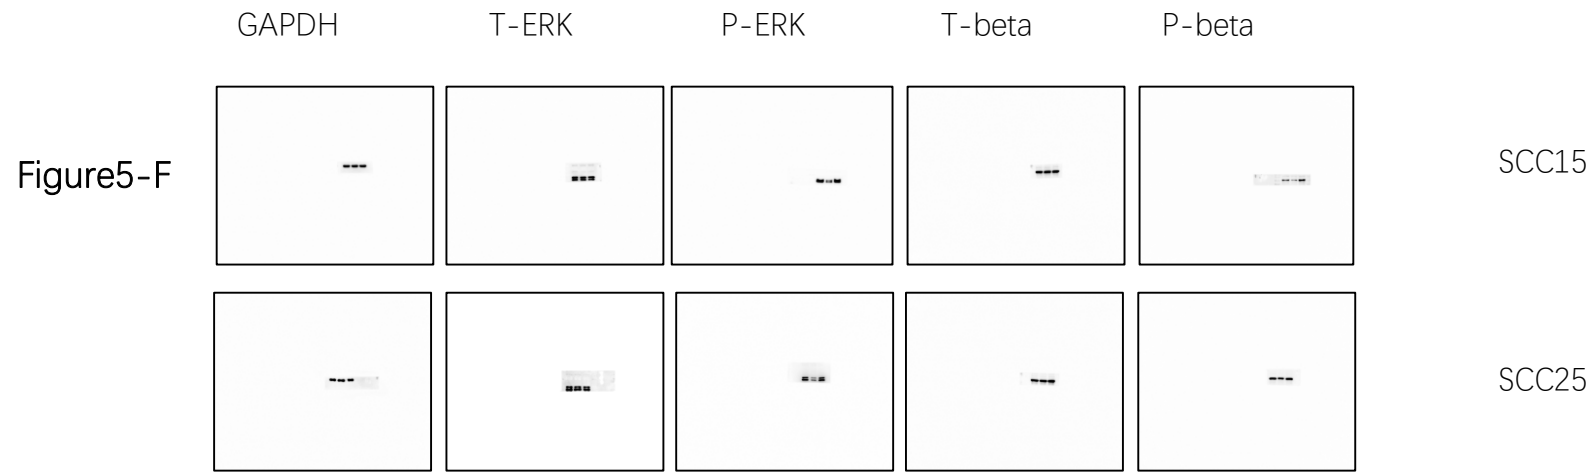 GAPDH T-ERK P-ERK T-beta P-beta
Figure5-F
SCC15
SCC25